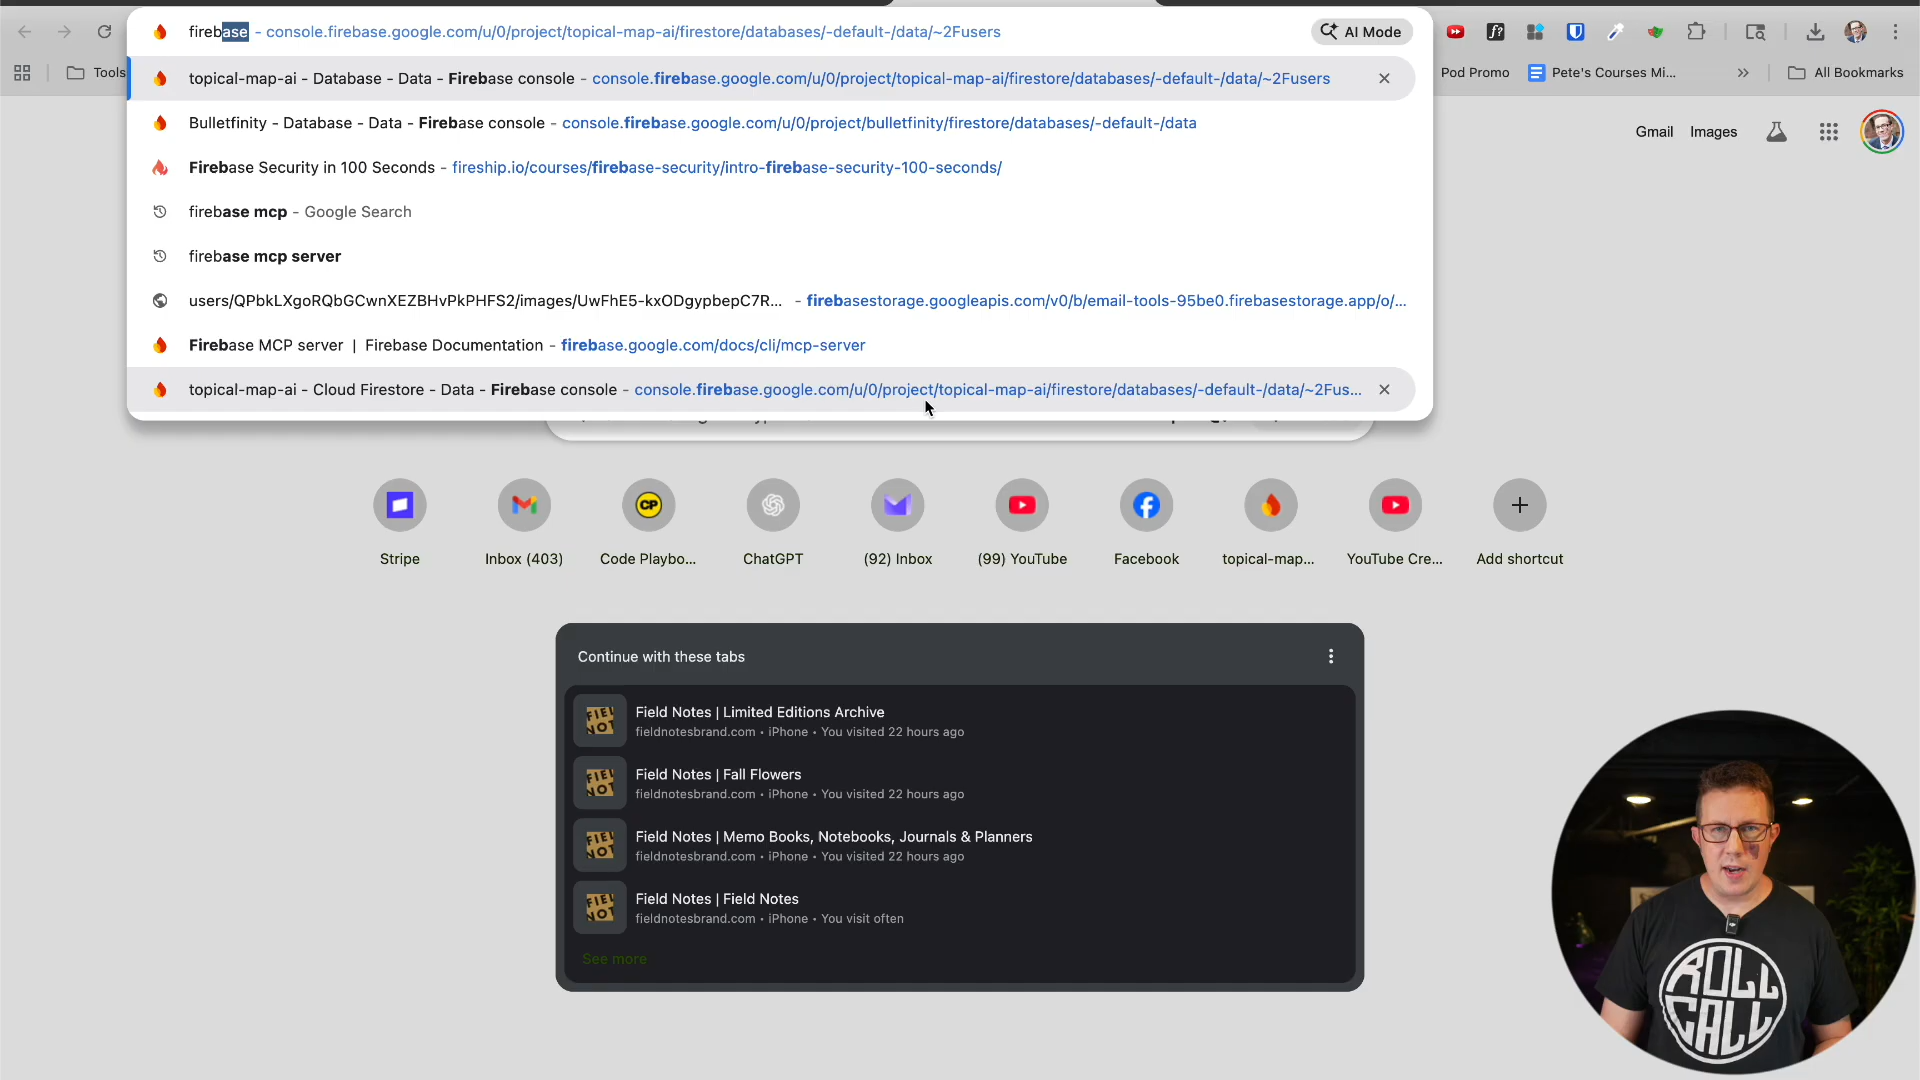 firebase - console.firebase.google.com/u/0/project/topical-map-ai/firestore/databases/-default-/data/~2Fusers
AI Mode
topical-map-ai - Database - Data - Firebase console - console.firebase.google.com/u/0/project/topical-map-ai/firestore/databases/-default-/data/~2Fusers
Bulletfinity - Database - Data - Firebase console - console.firebase.google.com/u/0/project/bulletfinity/firestore/databases/-default-/data
Firebase Security in 100 Seconds - fireship.io/courses/firebase-security/intro-firebase-security-100-seconds/
firebase mcp - Google Search
firebase mcp server
users/QPbkLXgoRQbGCwnXEZBHvPkPHFS2/images/UwFhE5-kxODgypbepC7R... - firebasestorage.googleapis.com/v0/b/email-tools-95be0.firebasestorage.app/o/...
Firebase MCP server | Firebase Documentation - firebase.google.com/docs/cli/mcp-server
topical-map-ai - Cloud Firestore - Data - Firebase console - console.firebase.google.com/u/0/project/topical-map-ai/firestore/databases/-default-/data/~2Fus...
Tools
Pod Promo
Pete's Courses Mi...
All Bookmarks
Gmail
Images
Stripe
Inbox (403)
CP
Code Playbo...
ChatGPT
(92) Inbox
(99) YouTube
Facebook
topical-map...
YouTube Cre...
Add shortcut
Continue with these tabs
FIEL
NOT
Field Notes | Limited Editions Archive
fieldnotesbrand.com • iPhone • You visited 22 hours ago
FIEL
NOT
Field Notes | Fall Flowers
fieldnotesbrand.com • iPhone • You visited 22 hours ago
FIEL
NOT
Field Notes | Memo Books, Notebooks, Journals & Planners
fieldnotesbrand.com • iPhone • You visited 22 hours ago
FIEL
NOT
Field Notes | Field Notes
fieldnotesbrand.com • iPhone • You visit often
See more
ROLL
CALL